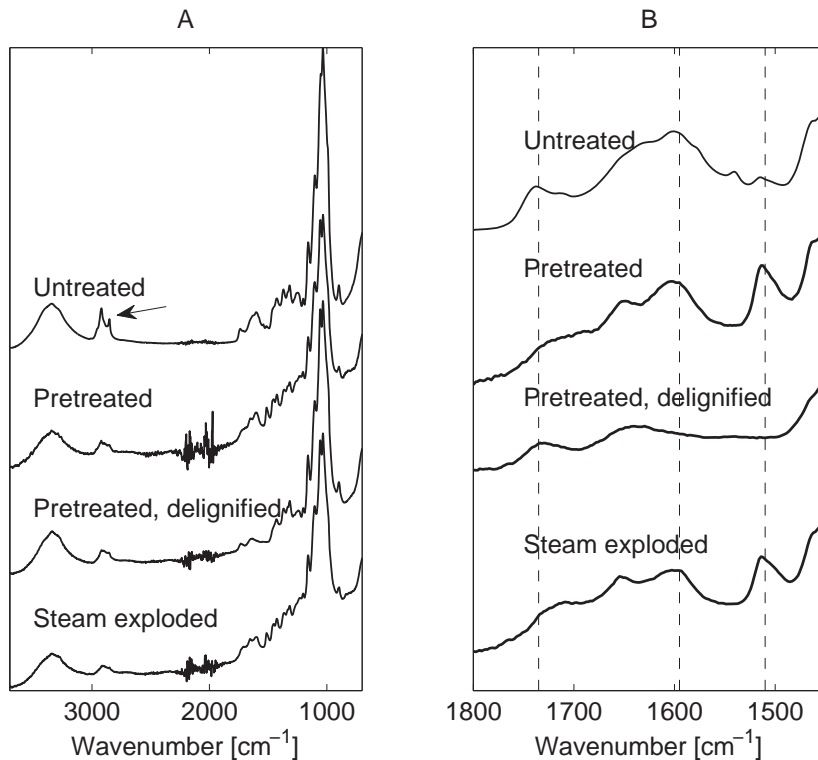 A
Untreated
Pretreated
Pretreated, delignified
Steam exploded
3000 2000 1000
Wavenumber [cm⁻¹]
B
Untreated
Pretreated
Pretreated, delignified
Steam exploded
1800 1700 1600 1500
Wavenumber [cm⁻¹]